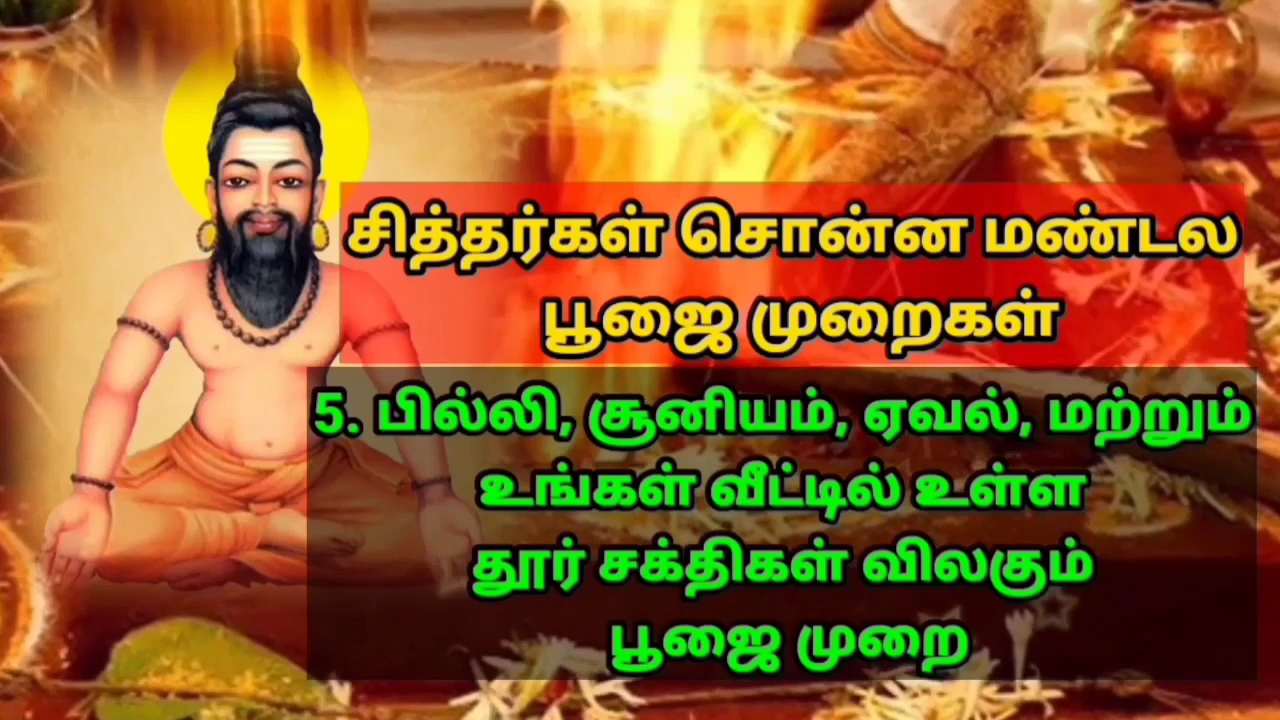 சித்தர்கள் சொன்ன மண்டல
பூஜை முறைகள்
5. பில்லி, சூனியம், ஏவல், மற்றும்
உங்கள் வீட்டில் உள்ள
தூர் சக்திகள் விலகும்
பூஜை முறை